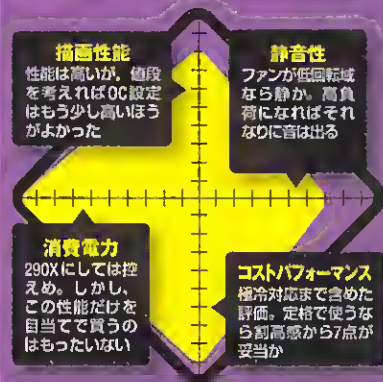 描画性能
性能は高いが，値段
を考えればOC設定
はもう少し高いほう
がよかった
静音性
ファンが低回転域
なら静か。高負
荷になればそれ
なりに音は出る
消費電力
290Xにしては控
えめ。しかし、
この性能だけを
目当てで買うの
はもったいない
コストパフォーマンス
極冷対応まで含めた
評価。定格で使うな
ら割高感から7点が
妥当か